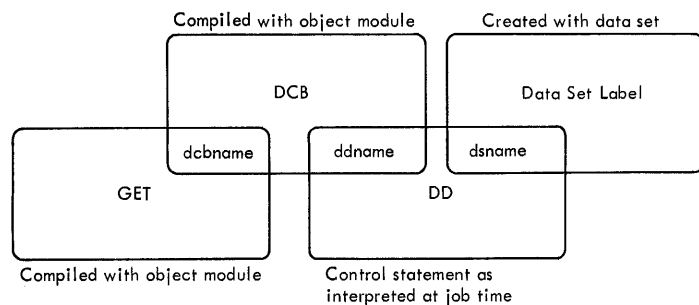 Compiled with object module
Created with data set
DCB
Data Set Label
dcbname
ddname
dsname
GET
DD
Compiled with object module
Control statement as
interpreted at job time